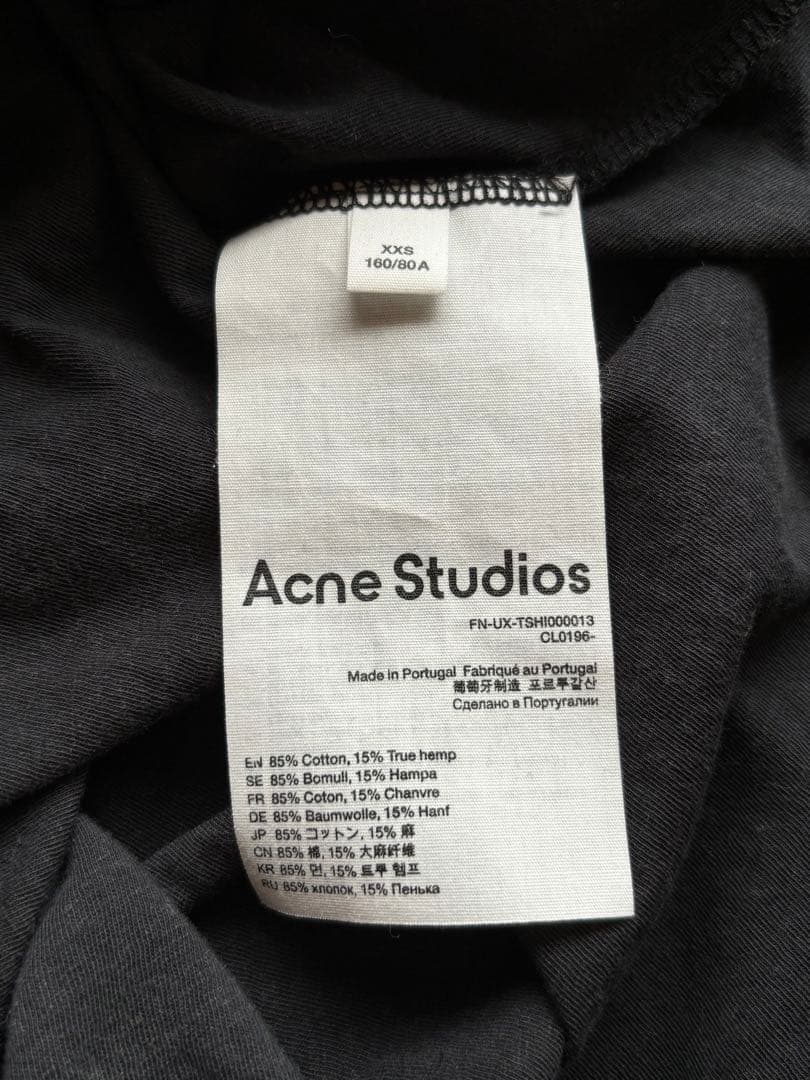 XXS
160/80A
Acne Studios
FN-UX-TSHI000013
CL0196-
Made in Portugal Fabriqué au Portugal
葡萄牙制造 포르투갈산
Сделано в Португалии
EN 85% Cotton, 15% True hemp
SE 85% Bomull, 15% Hampa
FR 85% Coton, 15% Chanvre
DE 85% Baumwolle, 15% Hanf
JP 85% コットン, 15% 麻
CN 85% 棉, 15% 大麻纤维
KR 85% 면, 15% 트루 헴프
RU 85% хлопок, 15% Пенька